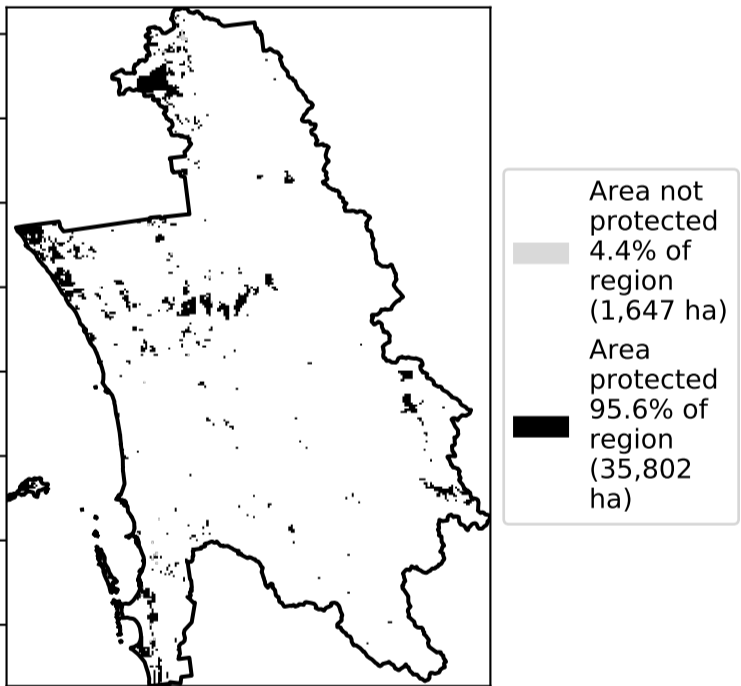 Area not
protected
4.4% of
region
(1,647 ha)
Area
protected
95.6% of
region
(35,802
ha)